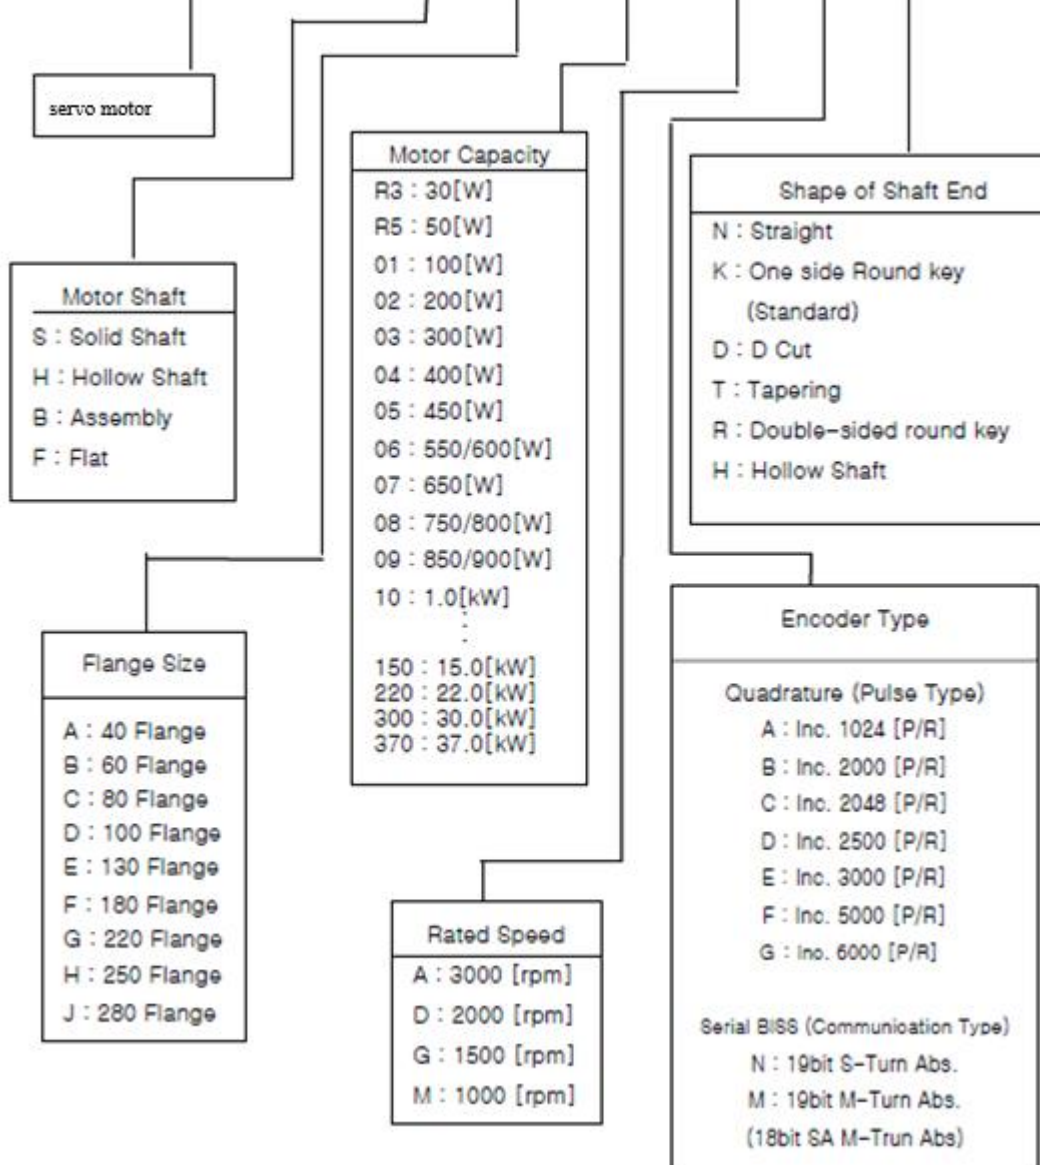 servo motor
Motor Shaft
S : Solid Shaft
H : Hollow Shaft
B : Assembly
F : Flat
Flange Size
A : 40 Flange
B : 60 Flange
C : 80 Flange
D : 100 Flange
E : 130 Flange
F : 180 Flange
G : 220 Flange
H : 250 Flange
J : 280 Flange
Motor Capacity
R3 : 30[W]
R5 : 50[W]
01 : 100[W]
02 : 200[W]
03 : 300[W]
04 : 400[W]
05 : 450[W]
06 : 550/600[W]
07 : 650[W]
08 : 750/800[W]
09 : 850/900[W]
10 : 1.0[kW]
:
150 : 15.0[kW]
220 : 22.0[kW]
300 : 30.0[kW]
370 : 37.0[kW]
Rated Speed
A : 3000 [rpm]
D : 2000 [rpm]
G : 1500 [rpm]
M : 1000 [rpm]
Shape of Shaft End
N : Straight
K : One side Round key
(Standard)
D : D Cut
T : Tapering
R : Double-sided round key
H : Hollow Shaft
Encoder Type
Quadrature (Pulse Type)
A : Inc. 1024 [P/R]
B : Inc. 2000 [P/R]
C : Inc. 2048 [P/R]
D : Inc. 2500 [P/R]
E : Inc. 3000 [P/R]
F : Inc. 5000 [P/R]
G : Inc. 6000 [P/R]
Serial BISS (Communication Type)
N : 19bit S-Turn Abs.
M : 19bit M-Turn Abs.
(18bit SA M-Trun Abs)